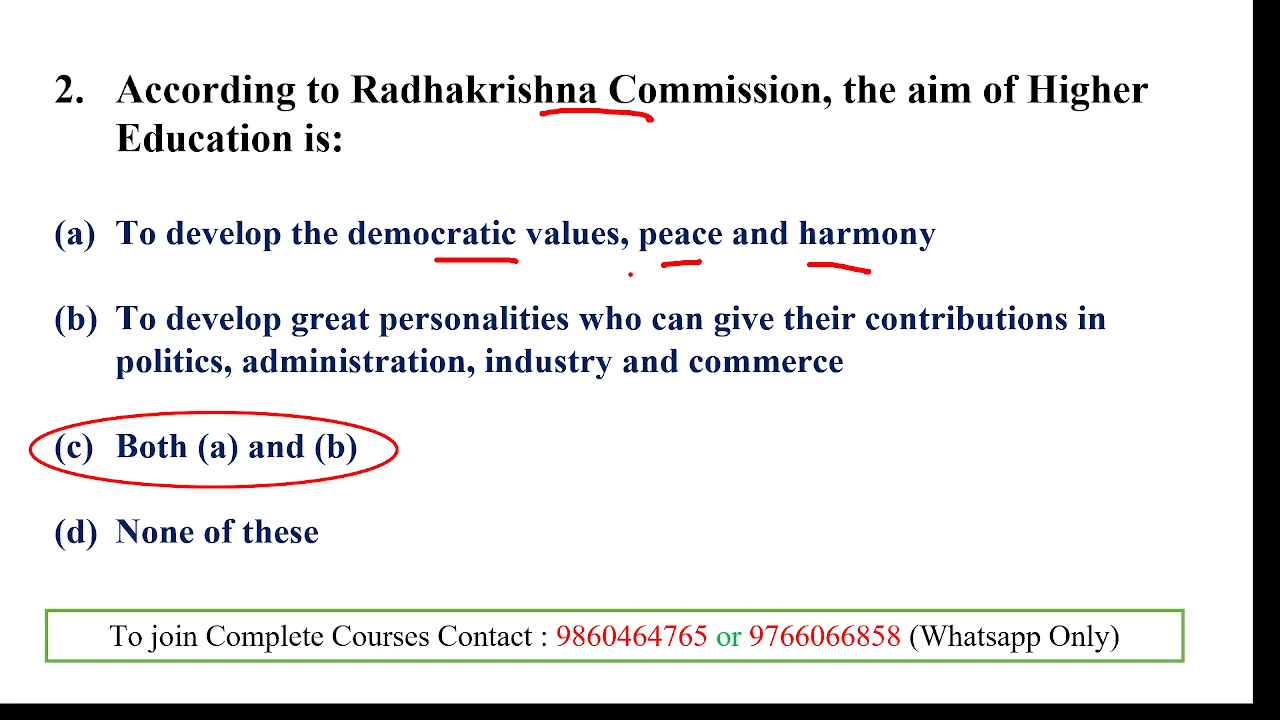 2. According to Radhakrishna Commission, the aim of Higher
Education is:
(a) To develop the democratic values, peace and harmony
(b) To develop great personalities who can give their contributions in
politics, administration, industry and commerce
(c) Both (a) and (b)
(d) None of these
To join Complete Courses Contact : 9860464765 or 9766066858 (Whatsapp Only)